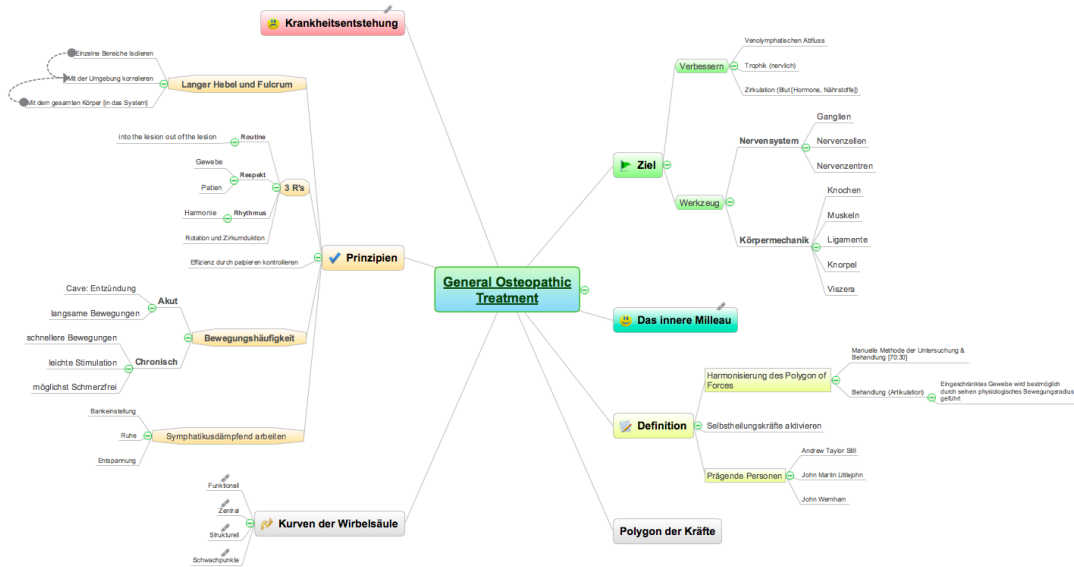 General Osteopathic
Treatment
Krankheitsentstehung
Prinzipien
Langer Hebel und Fulcrum
Einzelne Bereiche Isolieren
Mit der Umgebung korrelieren
Mit dem gesamten Körper [in das System]
3 R's
Routine
into the lesion out of the lesion
Respekt
Gewebe
Patien
Rhythmus
Harmonie
Rotation und Zirkumduktion
Effizienz durch palpieren kontrollieren
Bewegungshäufigkeit
Akut
Cave: Entzündung
langsame Bewegungen
Chronisch
schnellere Bewegungen
leichte Stimulation
möglichst Schmerzfrei
Symphatikusdämpfend arbeiten
Bankeinstellung
Ruhe
Entspannung
Kurven der Wirbelsäule
Funktionell
Zentral
Strukturell
Schwachpunkte
Ziel
Verbessern
Venolymphatischen Abfluss
Trophik (nervlich)
Zirkulation (Blut [Hormone, Nährstoffe])
Werkzeug
Nervensystem
Ganglien
Nervenzellen
Nervenzentren
Körpermechanik
Knochen
Muskeln
Ligamente
Knorpel
Viszera
Das innere Milleau
Definition
Harmonisierung des Polygon of
Forces
Manuelle Methode der Untersuchung &
Behandlung [70:30]
Behandlung (Artikulation)
Eingeschränktes Gewebe wird bestmöglich
durch seinen physiologisches Bewegungsradius
geführt
Selbstheilungskräfte aktivieren
Prägende Personen
Andrew Taylor Still
John Martin Littlejohn
John Wernham
Polygon der Kräfte